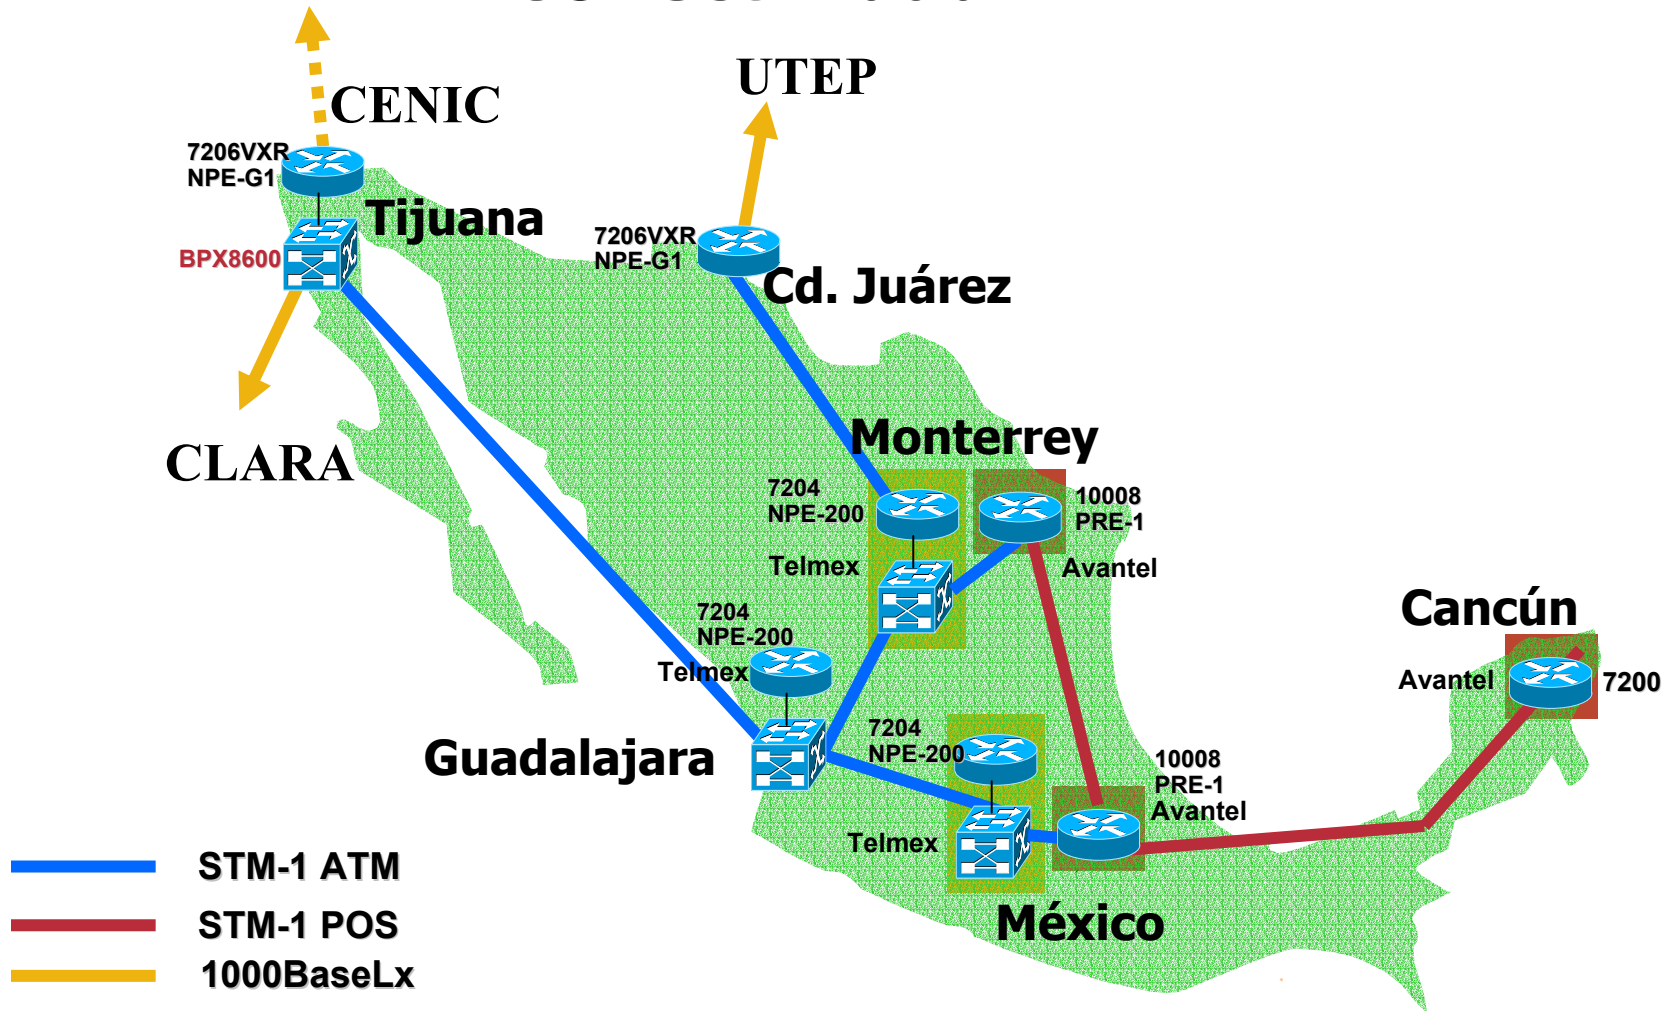 UTEP
CENIC
7206VXR
NPE-G1
Tijuana
7206VXR
NPE-G1
BPX8600
Cd. Juárez
Monterrey
CLARA
7204
NPE-200
10008
PRE-1
Telmex
Avantel
7204
NPE-200
Telmex
Cancún
Avantel
7200
Guadalajara
7204
NPE-200
10008
PRE-1
Avantel
Telmex
México
STM-1 ATM
STM-1 POS
1000BaseLx